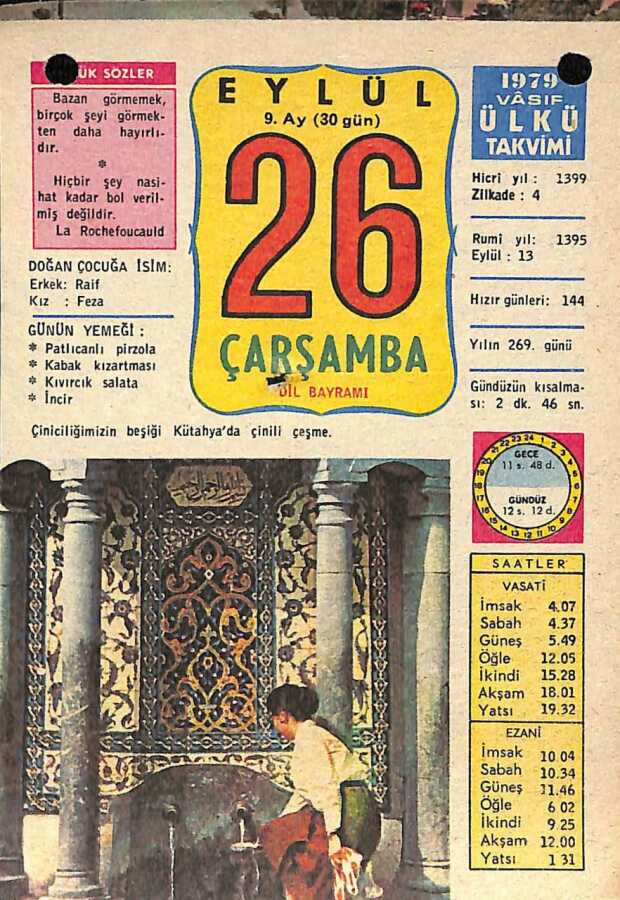 ÜK SÖZLER
Bazan görmemek,
birçok şeyi görmek-
ten daha hayırlı-
dır.
Hiçbir şey nasi-
hat kadar bol veril-
miş değildir.
La Rochefoucauld
DOĞAN ÇOCUĞA İSİM:
Erkek: Raif
Kız : Feza
GÜNÜN YEMEĞİ :
* Patlıcanlı pirzola
* Kabak kızartması
* Kıvırcık salata
* İncir
EYLÜL
9. Ay (30 gün)
26
ÇARŞAMBA
DİL BAYRAMI
1979
VÂSIF
ÜLKÜ
TAKVİMİ
Hicri yıl : 1399
Zilkade : 4
Rumi yıl: 1395
Eylül : 13
Hızır günleri: 144
Yılın 269. günü
Gündüzün kısalma-
sı: 2 dk. 46 sn.
Çiniciliğimizin beşiği Kütahya'da çinili çeşme.
GECE
11 s. 48 d.
GÜNDÜZ
12 s. 12 d.
SAATLER
VASATİ
İmsak 4.07
Sabah 4.37
Güneş 5.49
Öğle 12.05
İkindi 15.28
Akşam 18.01
Yatsı 19.32
EZANİ
İmsak 10 04
Sabah 10.34
Güneş 11.46
Öğle 6 02
İkindi 9.25
Akşam 12.00
Yatsı 1 31